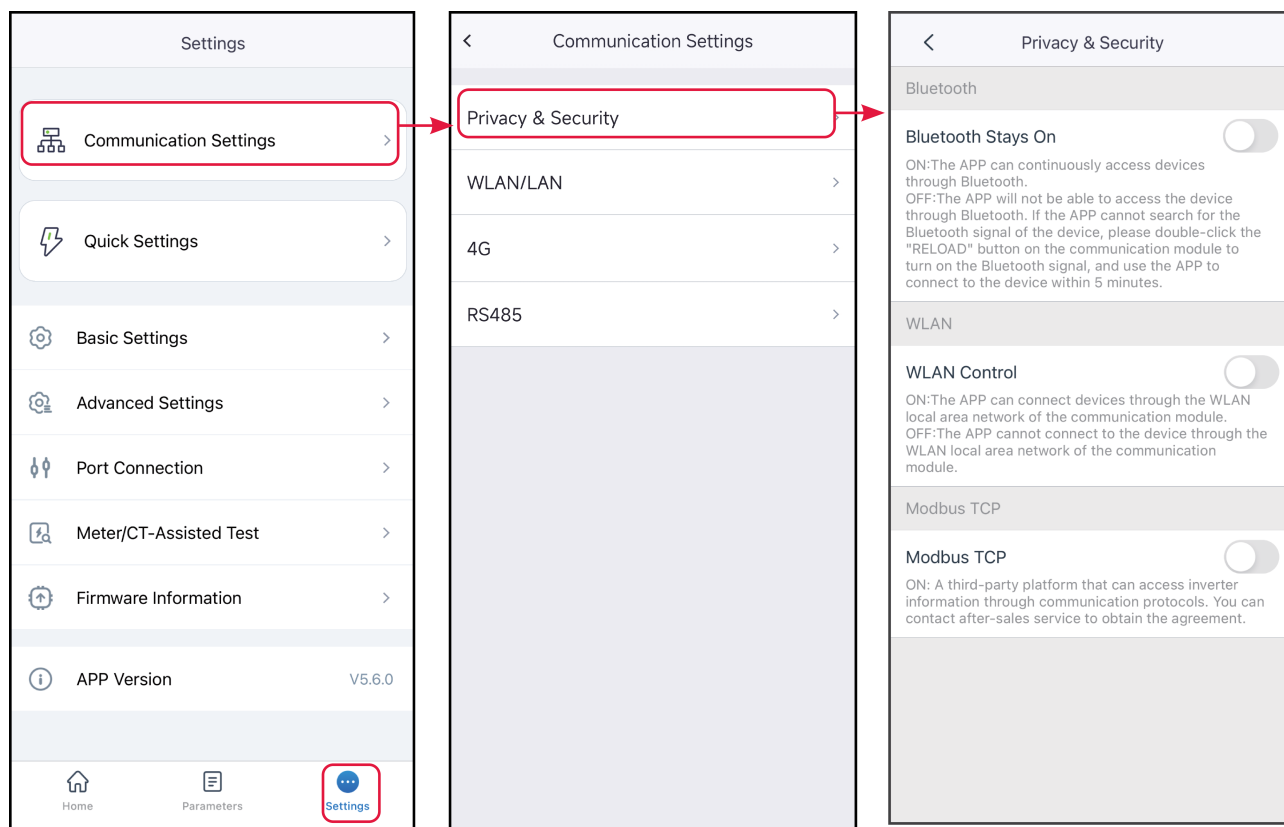 Settings
Communication Settings
Quick Settings
Basic Settings
Advanced Settings
Port Connection
Meter/CT-Assisted Test
Firmware Information
APP Version V5.6.0
Home Parameters Settings
Communication Settings
Privacy & Security
WLAN/LAN
4G
RS485
Privacy & Security
Bluetooth
Bluetooth Stays On
ON:The APP can continuously access devices
through Bluetooth.
OFF:The APP will not be able to access the device
through Bluetooth. If the APP cannot search for the
Bluetooth signal of the device, please double-click the
"RELOAD" button on the communication module to
turn on the Bluetooth signal, and use the APP to
connect to the device within 5 minutes.
WLAN
WLAN Control
ON:The APP can connect devices through the WLAN
local area network of the communication module.
OFF:The APP cannot connect to the device through the
WLAN local area network of the communication
module.
Modbus TCP
Modbus TCP
ON: A third-party platform that can access inverter
information through communication protocols. You can
contact after-sales service to obtain the agreement.